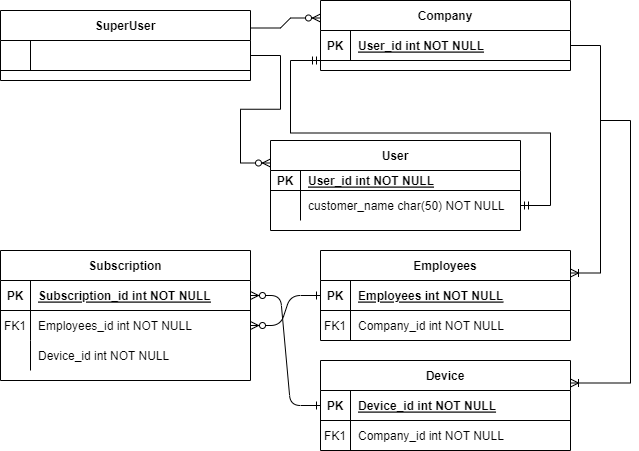 SuperUser
Company
PK User_id int NOT NULL
User
PK User_id int NOT NULL
customer_name char(50) NOT NULL
Subscription
PK Subscription_id int NOT NULL
FK1 Employees_id int NOT NULL
Device_id int NOT NULL
Employees
PK Employees int NOT NULL
FK1 Company_id int NOT NULL
Device
PK Device_id int NOT NULL
FK1 Company_id int NOT NULL